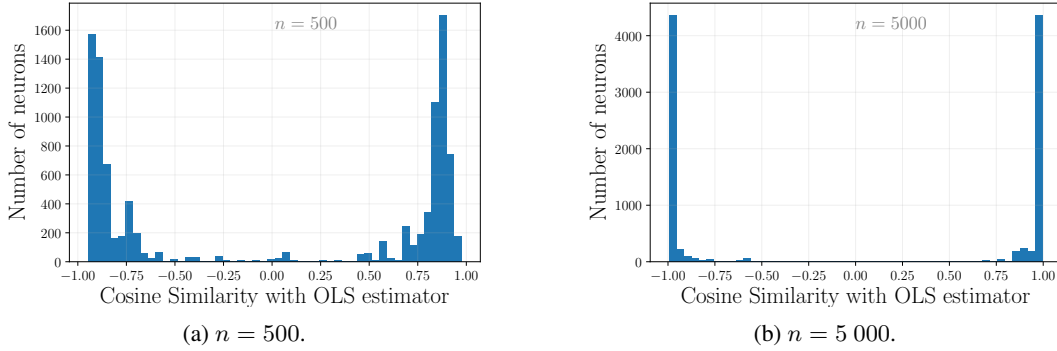 n = 500
1600
1400
1200
1000
800
600
400
200
0
Number of neurons
−1.00 −0.75 −0.50 −0.25 0.00 0.25 0.50 0.75 1.00
Cosine Similarity with OLS estimator
(a) n = 500.
n = 5000
4000
3000
2000
1000
0
Number of neurons
−1.00 −0.75 −0.50 −0.25 0.00 0.25 0.50 0.75 1.00
Cosine Similarity with OLS estimator
(b) n = 5 000.